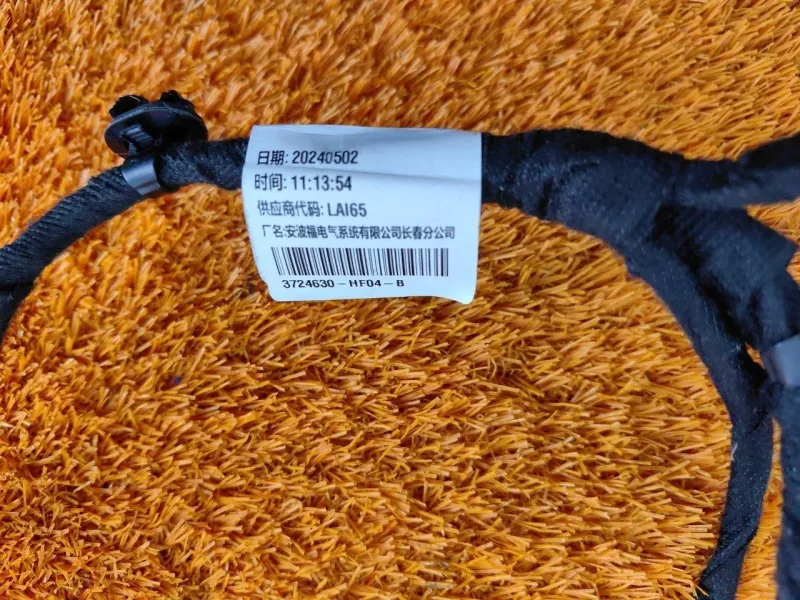 日期: 20240502
时间: 11:13:54
供应商代码: LAI65
厂名:安波福电气系统有限公司长春分公司
3724630-HF04-B